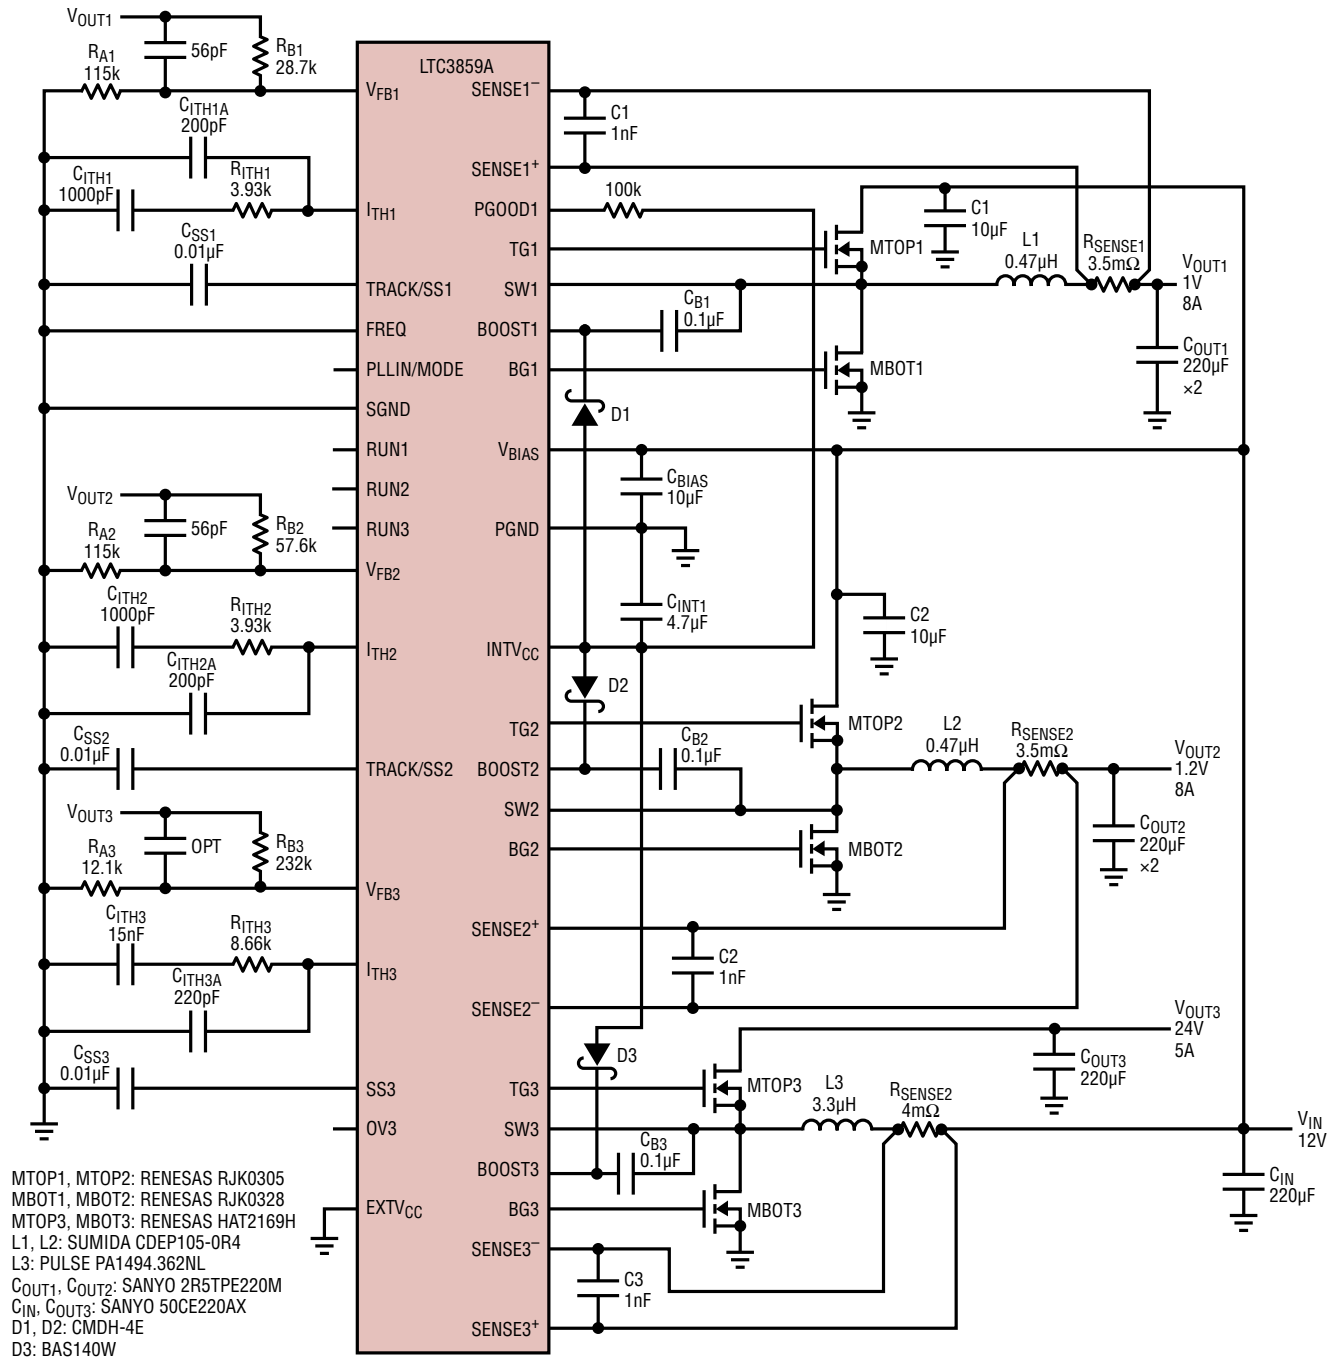 VOUT1
RA1
115k
56pF
RB1
28.7k
CITH1A
200pF
CITH1
1000pF
RITH1
3.93k
CSS1
0.01µF
VOUT2
RA2
115k
56pF
RB2
57.6k
CITH2
1000pF
RITH2
3.93k
CITH2A
200pF
CSS2
0.01µF
VOUT3
RA3
12.1k
OPT
RB3
232k
CITH3
15nF
RITH3
8.66k
CITH3A
220pF
CSS3
0.01µF
LTC3859A
VFB1
ITH1
TRACK/SS1
FREQ
PLLIN/MODE
SGND
RUN1
RUN2
RUN3
VFB2
ITH2
TRACK/SS2
VFB3
ITH3
SS3
OV3
EXTVCC
SENSE1–
SENSE1+
PGOOD1
TG1
SW1
BOOST1
BG1
VBIAS
PGND
INTVCC
TG2
BOOST2
SW2
BG2
SENSE2+
SENSE2–
TG3
SW3
BOOST3
BG3
SENSE3–
SENSE3+
C1
1nF
100k
MTOP1
C1
10µF
L1
0.47µH
RSENSE1
3.5mΩ
VOUT1
1V
8A
CB1
0.1µF
MBOT1
COUT1
220µF
×2
D1
CBIAS
10µF
CINT1
4.7µF
C2
10µF
D2
MTOP2
L2
0.47µH
RSENSE2
3.5mΩ
VOUT2
1.2V
8A
CB2
0.1µF
MBOT2
COUT2
220µF
×2
C2
1nF
VOUT3
24V
5A
D3
MTOP3
COUT3
220µF
L3
3.3µH
RSENSE2
4mΩ
VIN
12V
CB3
0.1µF
MBOT3
CIN
220µF
C3
1nF
MTOP1, MTOP2: RENESAS RJK0305
MBOT1, MBOT2: RENESAS RJK0328
MTOP3, MBOT3: RENESAS HAT2169H
L1, L2: SUMIDA CDEP105-0R4
L3: PULSE PA1494.362NL
COUT1, COUT2: SANYO 2R5TPE220M
CIN, COUT3: SANYO 50CE220AX
D1, D2: CMDH-4E
D3: BAS140W